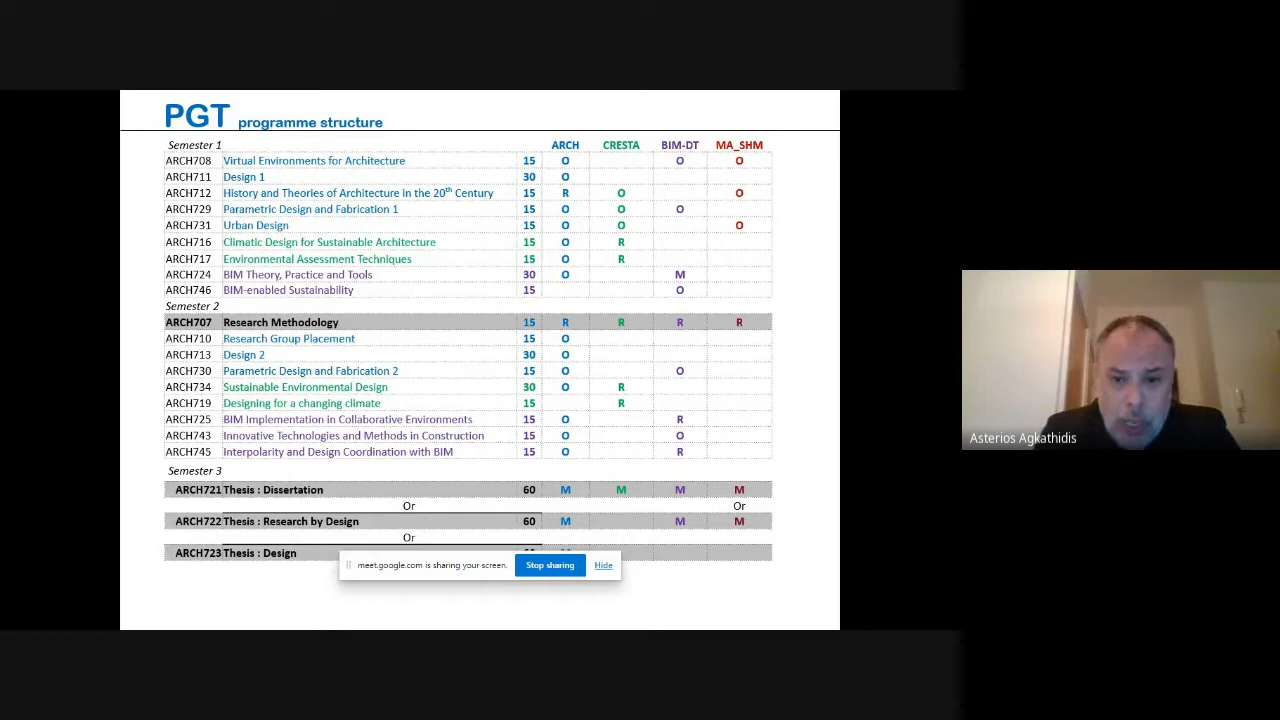 PGT programme structure
Semester 1 ARCH CRESTA BIM-DT MA_SHM
ARCH708 Virtual Environments for Architecture 15 O O O
ARCH711 Design 1 30 O
ARCH712 History and Theories of Architecture in the 20th Century 15 R O O
ARCH729 Parametric Design and Fabrication 1 15 O O O
ARCH731 Urban Design 15 O O O
ARCH716 Climatic Design for Sustainable Architecture 15 O R
ARCH717 Environmental Assessment Techniques 15 O R
ARCH724 BIM Theory, Practice and Tools 30 O M
ARCH746 BIM-enabled Sustainability 15 O
Semester 2
ARCH707 Research Methodology 15 R R R R
ARCH710 Research Group Placement 15 O
ARCH713 Design 2 30 O
ARCH730 Parametric Design and Fabrication 2 15 O O
ARCH734 Sustainable Environmental Design 30 O R
ARCH719 Designing for a changing climate 15 R
ARCH725 BIM Implementation in Collaborative Environments 15 O R
ARCH743 Innovative Technologies and Methods in Construction 15 O O
ARCH745 Interpolarity and Design Coordination with BIM 15 O R
Semester 3
ARCH721 Thesis : Dissertation 60 M M M M
Or Or
ARCH722 Thesis : Research by Design 60 M M M
Or
ARCH723 Thesis : Design
meet.google.com is sharing your screen. Stop sharing Hide
Asterios Agkathidis